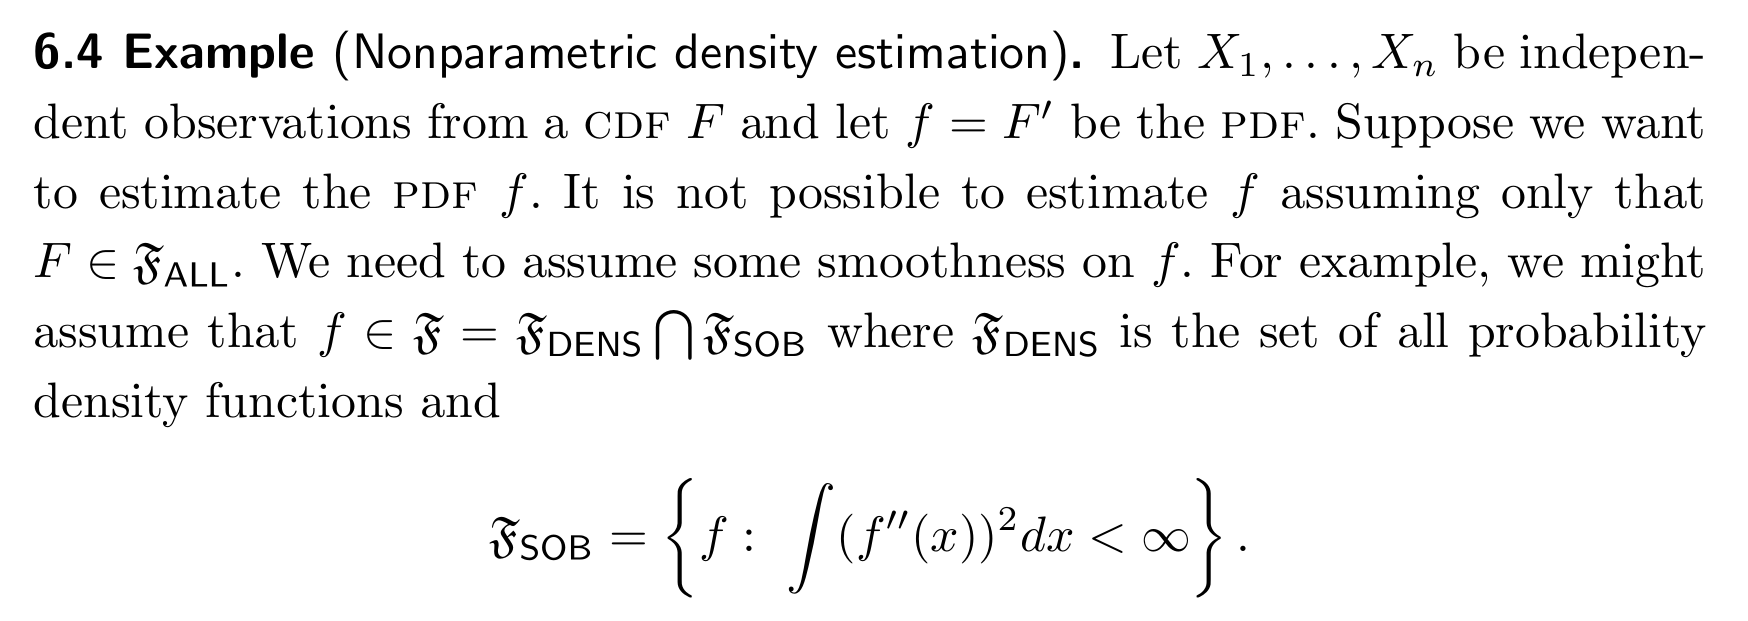 6.4 Example (Nonparametric density estimation). Let X₁, . . . , Xₙ be indepen-
dent observations from a CDF F and let f = F′ be the PDF. Suppose we want
to estimate the PDF f. It is not possible to estimate f assuming only that
F ∈ 𝔉ALL. We need to assume some smoothness on f. For example, we might
assume that f ∈ 𝔉 = 𝔉DENS ⋂ 𝔉SOB where 𝔉DENS is the set of all probability
density functions and
𝔉SOB = { f : ∫ (f″(x))² dx < ∞ } .